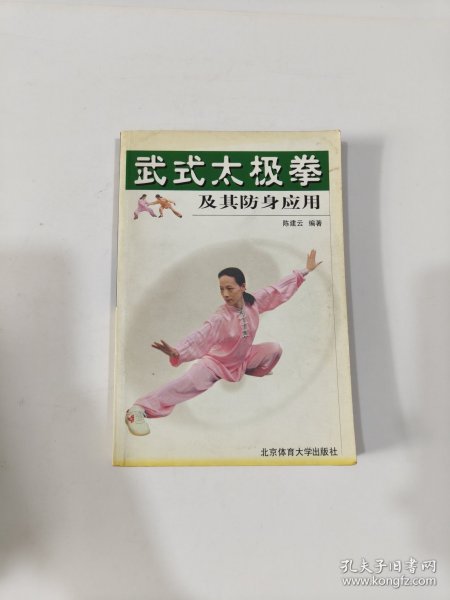 武式太极拳
及其防身应用
陈建云 编著
北京体育大学出版社
孔夫子旧书网
www.kongfz.com